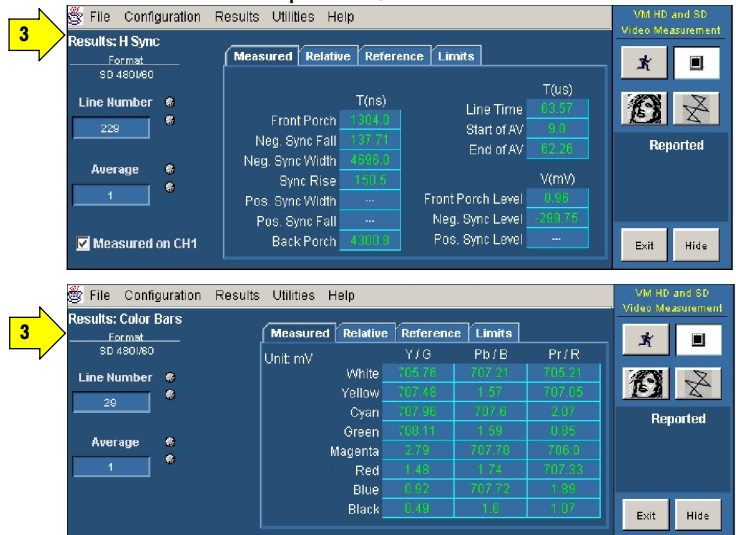 3
File Configuration Results Utilities Help
VM HD and SD
Video Measurement
Results: H Sync
Format
SD 480I/60
Measured Relative Reference Limits
Line Number
229
Average
1
Measured on CH1
T(ns)
Front Porch 1304.0
Neg. Sync Fall 137.71
Neg. Sync Width 4696.0
Sync Rise 150.5
Pos. Sync Width ---
Pos. Sync Fall ---
Back Porch 4300.8
T(us)
Line Time 63.57
Start of AV 9.0
End of AV 62.26
V(mV)
Front Porch Level 0.96
Neg. Sync Level -299.75
Pos. Sync Level ---
Reported
Exit Hide
3
File Configuration Results Utilities Help
VM HD and SD
Video Measurement
Results: Color Bars
Format
SD 480I/60
Measured Relative Reference Limits
Line Number
29
Average
1
Unit: mV Y / G Pb / B Pr / R
White 705.76 707.21 705.21
Yellow 707.48 1.57 707.05
Cyan 707.96 707.6 2.07
Green 708.11 1.59 0.85
Magenta 2.79 707.78 706.0
Red 1.48 1.74 707.33
Blue 0.92 707.72 1.89
Black 0.49 1.6 1.07
Reported
Exit Hide